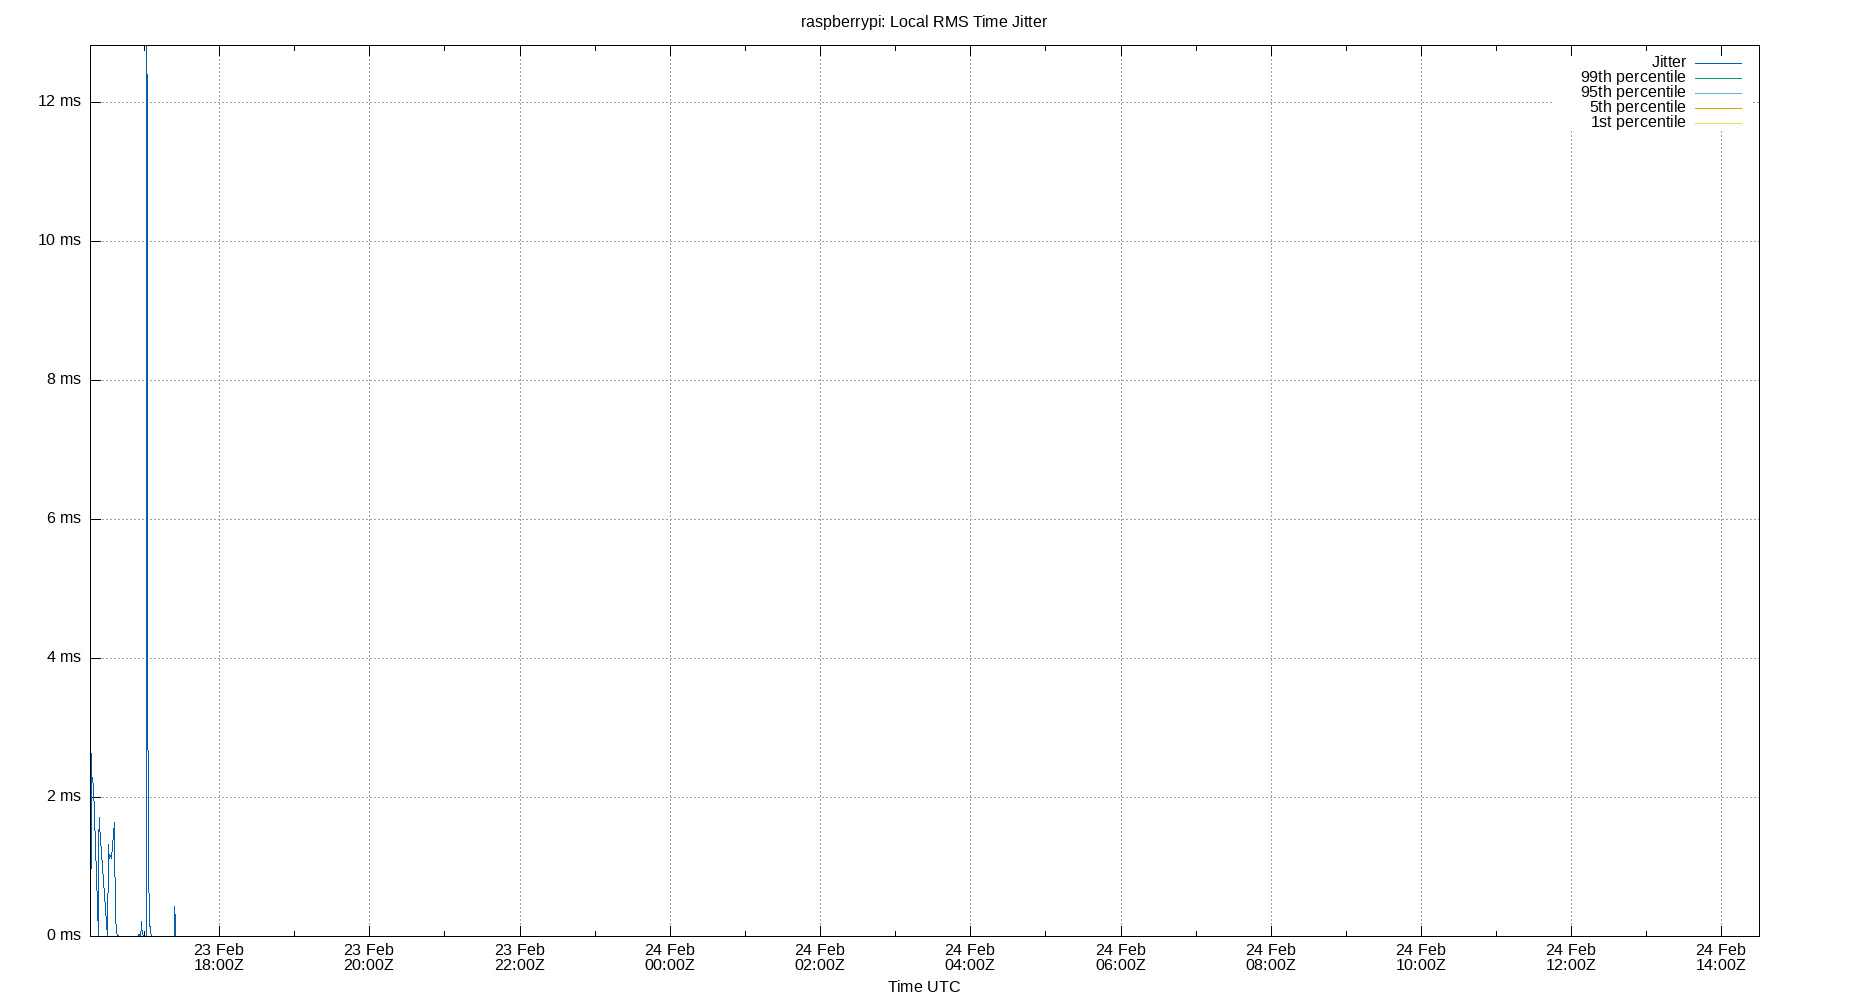 raspberrypi: Local RMS Time Jitter
Jitter
99th percentile
95th percentile
5th percentile
1st percentile
12 ms
10 ms
8 ms
6 ms
4 ms
2 ms
0 ms
23 Feb 23 Feb 23 Feb 24 Feb 24 Feb 24 Feb 24 Feb 24 Feb 24 Feb 24 Feb 24 Feb
18:00Z 20:00Z 22:00Z 00:00Z 02:00Z 04:00Z 06:00Z 08:00Z 10:00Z 12:00Z 14:00Z
Time UTC